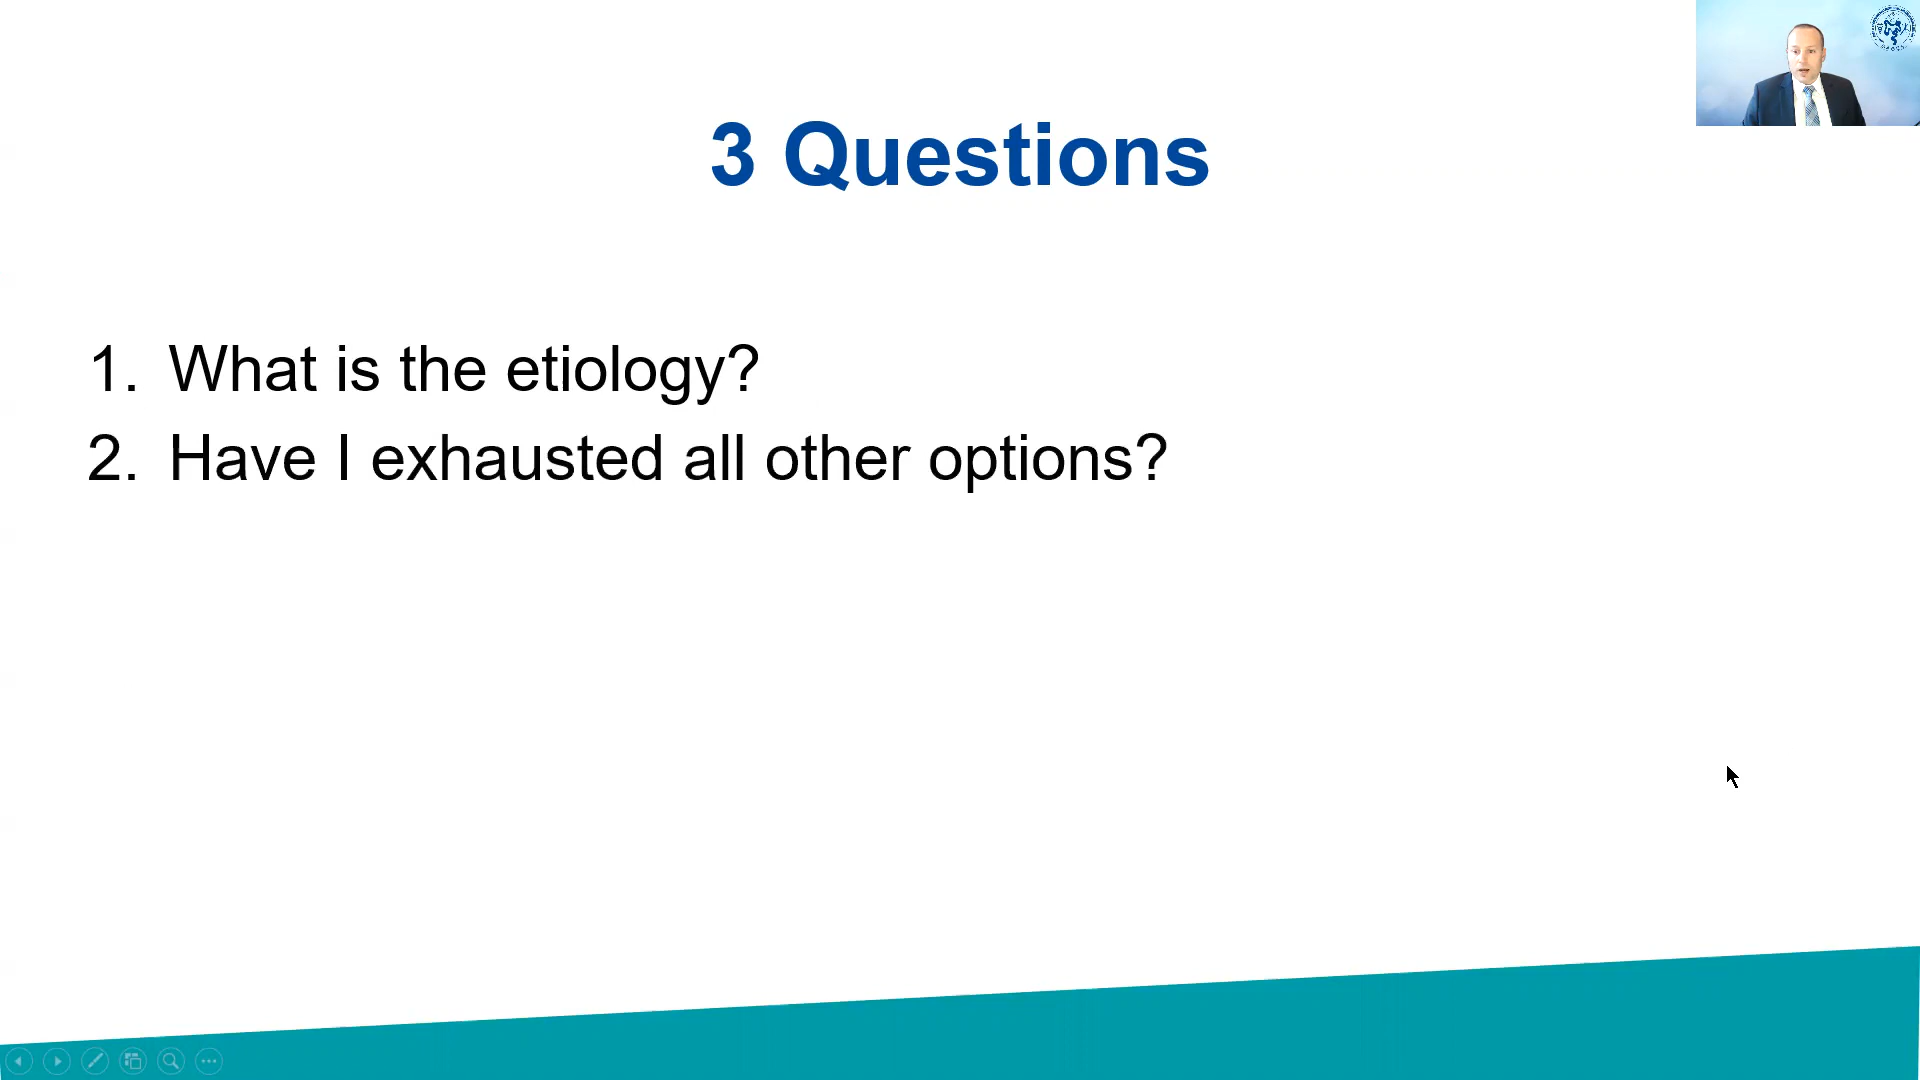 3 Questions
1. What is the etiology?
2. Have I exhausted all other options?